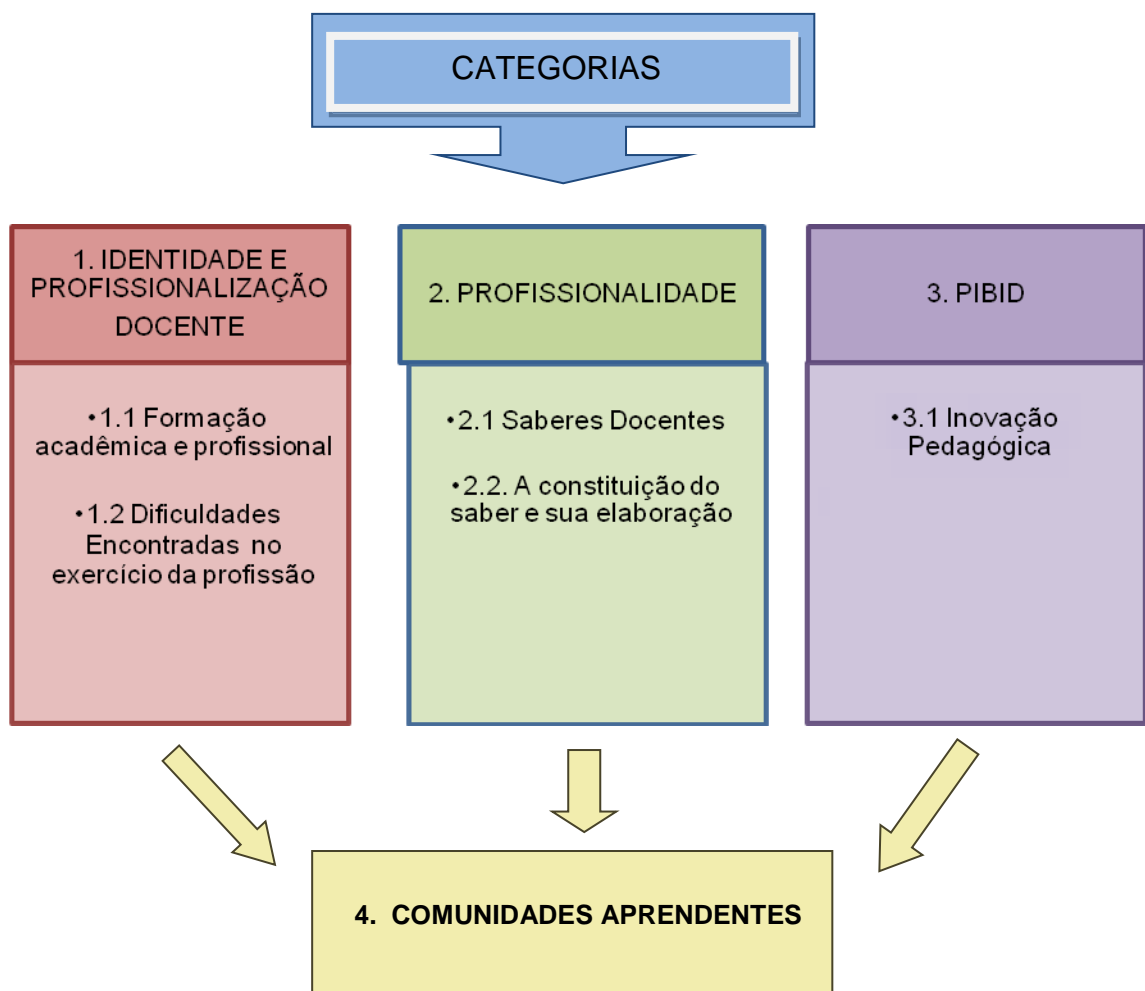 CATEGORIAS
1. IDENTIDADE E
PROFISSIONALIZAÇÃO
DOCENTE
•1.1 Formação
acadêmica e profissional
•1.2 Dificuldades
Encontradas no
exercício da profissão
2. PROFISSIONALIDADE
•2.1 Saberes Docentes
•2.2. A constituição do
saber e sua elaboração
3. PIBID
•3.1 Inovação
Pedagógica
4. COMUNIDADES APRENDENTES